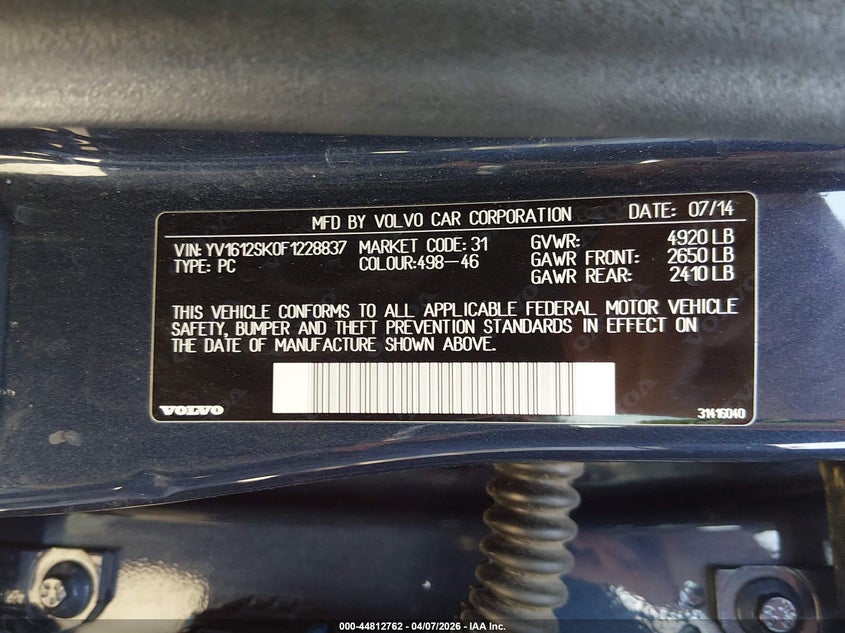 MFD BY VOLVO CAR CORPORATION DATE: 07/14
VIN: YV1612SK0F1228837 MARKET CODE: 31 GVWR: 4920 LB
TYPE: PC COLOUR:498-46 GAWR FRONT: 2650 LB
GAWR REAR: 2410 LB
THIS VEHICLE CONFORMS TO ALL APPLICABLE FEDERAL MOTOR VEHICLE
SAFETY, BUMPER AND THEFT PREVENTION STANDARDS IN EFFECT ON
THE DATE OF MANUFACTURE SHOWN ABOVE.
VOLVO 31415040
000-44812762 - 04/07/2026 - IAA Inc.